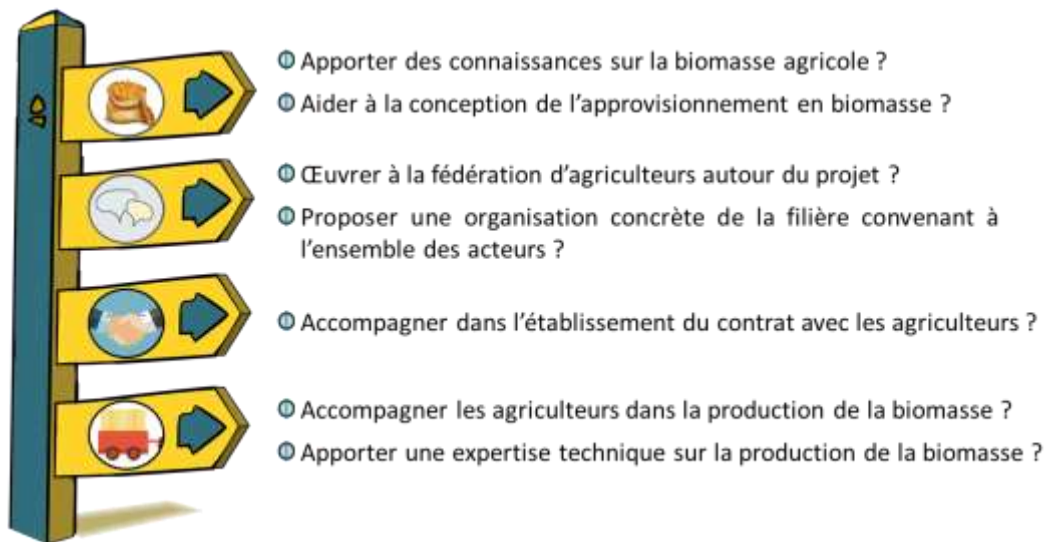 Apporter des connaissances sur la biomasse agricole ?
Aider à la conception de l’approvisionnement en biomasse ?
Œuvrer à la fédération d’agriculteurs autour du projet ?
Proposer une organisation concrète de la filière convenant à
l’ensemble des acteurs ?
Accompagner dans l’établissement du contrat avec les agriculteurs ?
Accompagner les agriculteurs dans la production de la biomasse ?
Apporter une expertise technique sur la production de la biomasse ?